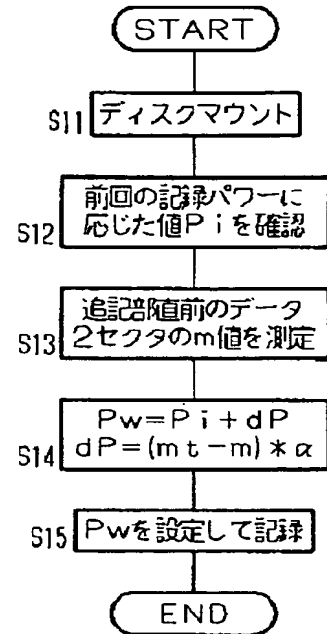 START
S11 ディスクマウント
前回の記録パワーに
S12 応じた値Piを確認
追記部直前のデータ
S13 2セクタのm値を測定
Pw=Pi+dP
S14 dP=(mt-m)*α
S15 Pwを設定して記録
END